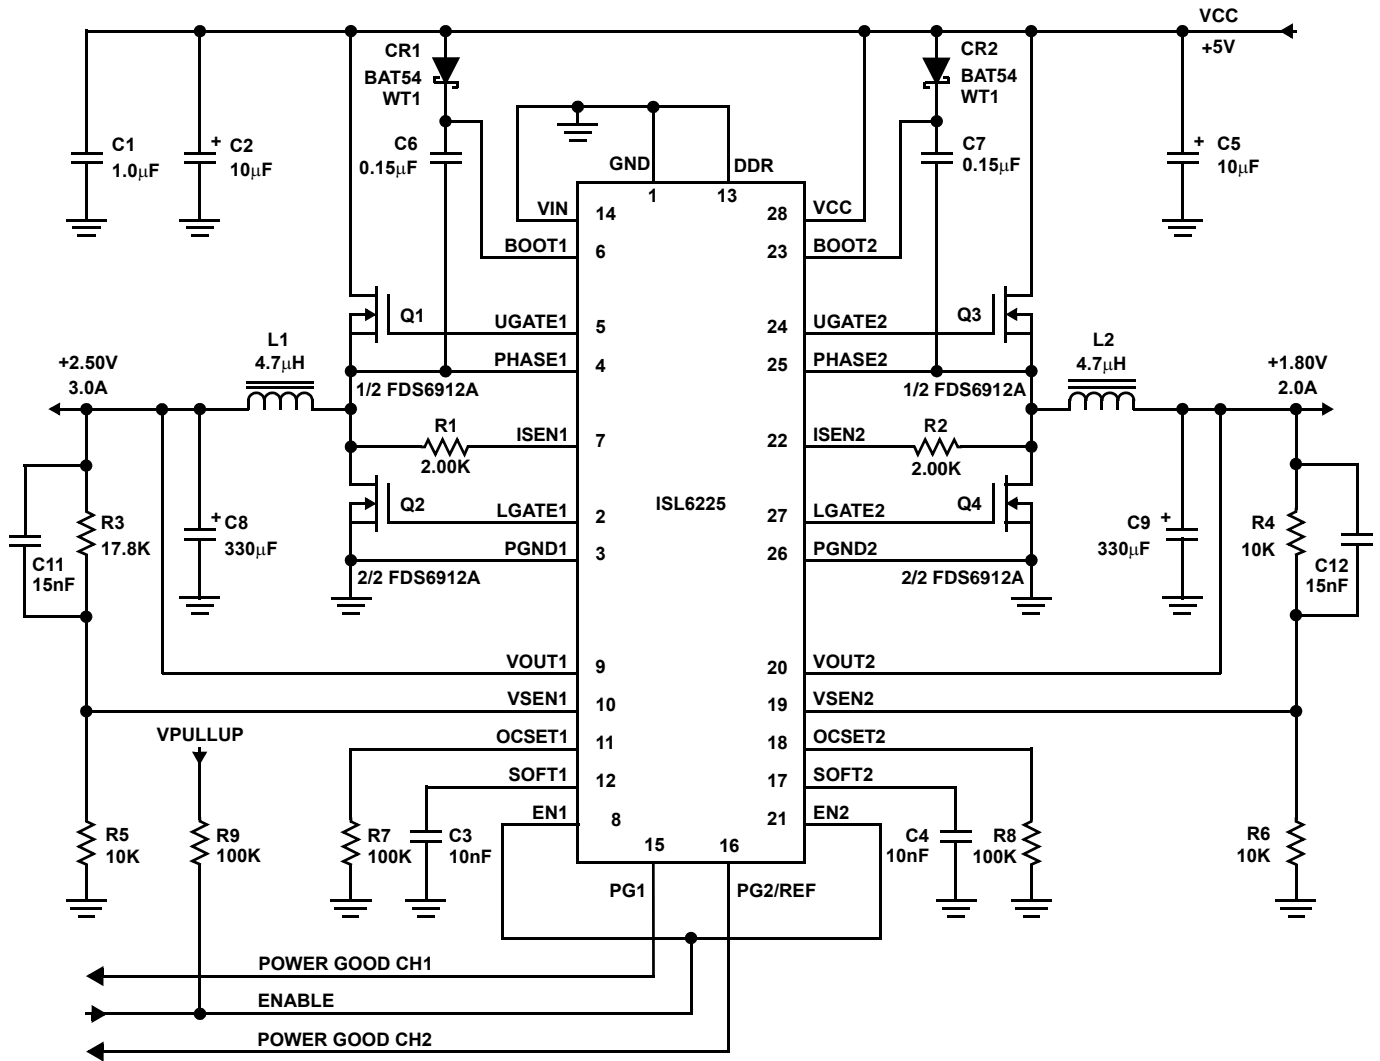 VCC
+5V
CR1
BAT54
WT1
CR2
BAT54
WT1
C1
1.0μF
+ C2
10μF
C6
0.15μF
C7
0.15μF
+ C5
10μF
GND
DDR
1
13
VIN
14
28
VCC
BOOT1
6
23
BOOT2
ISL6225
Q1
UGATE1
5
24
UGATE2
Q3
PHASE1
4
25
PHASE2
L1
4.7μH
L2
4.7μH
+2.50V
3.0A
+1.80V
2.0A
1/2 FDS6912A
1/2 FDS6912A
R1
2.00K
ISEN1
7
22
ISEN2
R2
2.00K
Q2
LGATE1
2
27
LGATE2
Q4
PGND1
3
26
PGND2
2/2 FDS6912A
2/2 FDS6912A
R3
17.8K
C11
15nF
+ C8
330μF
C9 +
330μF
R4
10K
C12
15nF
VOUT1
9
20
VOUT2
VSEN1
10
19
VSEN2
VPULLUP
OCSET1
11
18
OCSET2
SOFT1
12
17
SOFT2
EN1
8
21
EN2
15
16
R5
10K
R9
100K
R7
100K
C3
10nF
C4
10nF
R8
100K
R6
10K
PG1
PG2/REF
POWER GOOD CH1
ENABLE
POWER GOOD CH2